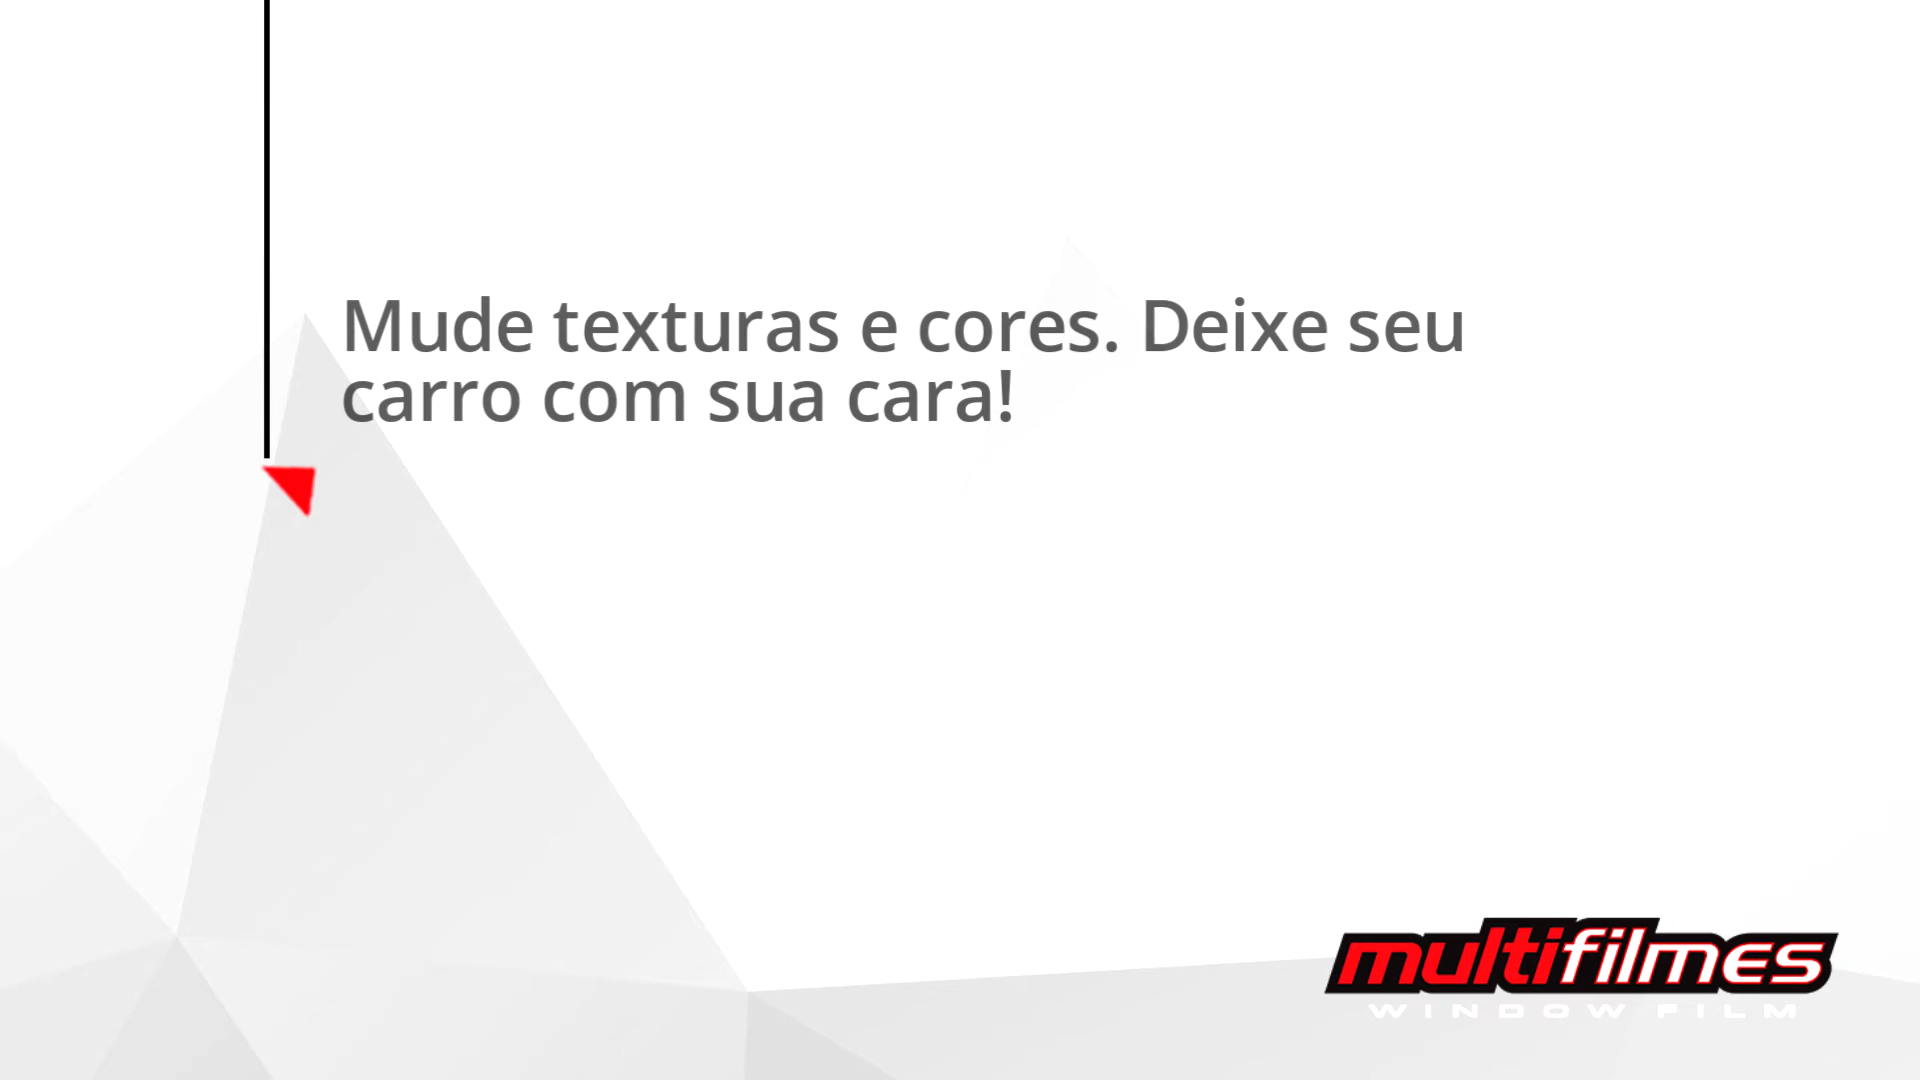 Mude texturas e cores. Deixe seu
carro com sua cara!
multifilmes
WINDOW FILM